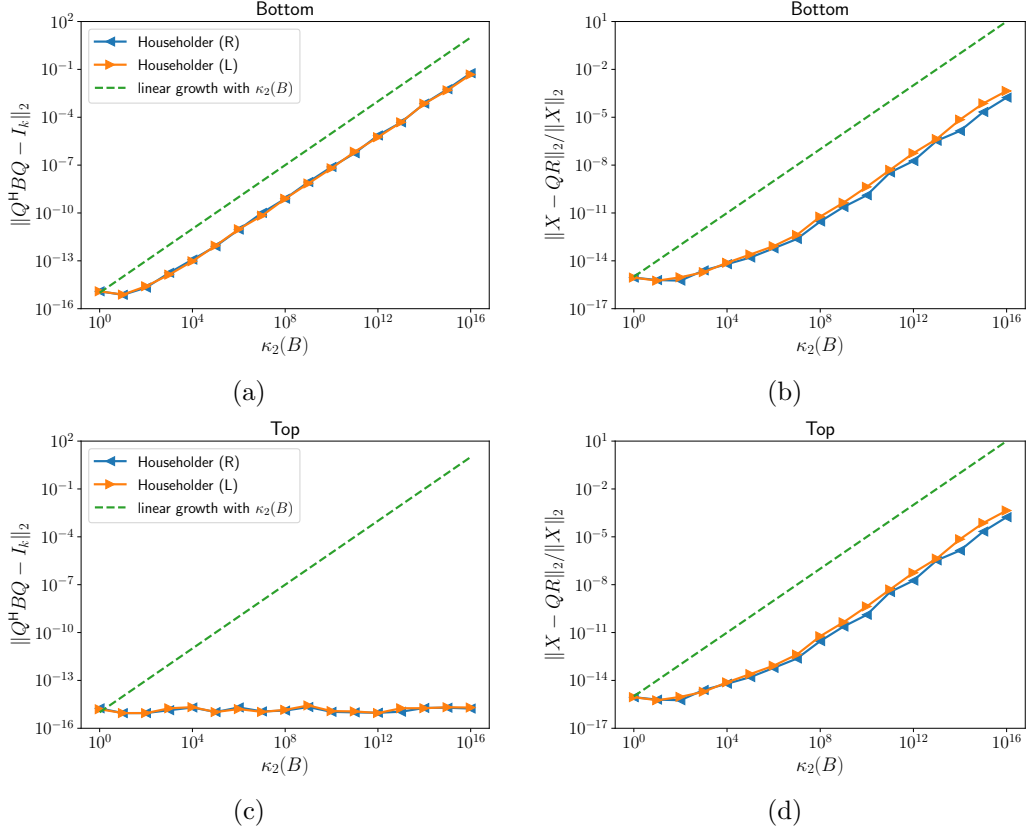 Bottom
10^2
10^{-1}
10^{-4}
10^{-7}
10^{-10}
10^{-13}
10^{-16}
‖Q^H BQ − I_k‖_2
Householder (R)
Householder (L)
linear growth with κ_2(B)
10^0 10^4 10^8 10^{12} 10^{16}
κ_2(B)
(a)
Bottom
10^1
10^{-2}
10^{-5}
10^{-8}
10^{-11}
10^{-14}
10^{-17}
‖X − QR‖_2/‖X‖_2
10^0 10^4 10^8 10^{12} 10^{16}
κ_2(B)
(b)
Top
10^2
10^{-1}
10^{-4}
10^{-7}
10^{-10}
10^{-13}
10^{-16}
‖Q^H BQ − I_k‖_2
Householder (R)
Householder (L)
linear growth with κ_2(B)
10^0 10^4 10^8 10^{12} 10^{16}
κ_2(B)
(c)
Top
10^1
10^{-2}
10^{-5}
10^{-8}
10^{-11}
10^{-14}
10^{-17}
‖X − QR‖_2/‖X‖_2
10^0 10^4 10^8 10^{12} 10^{16}
κ_2(B)
(d)